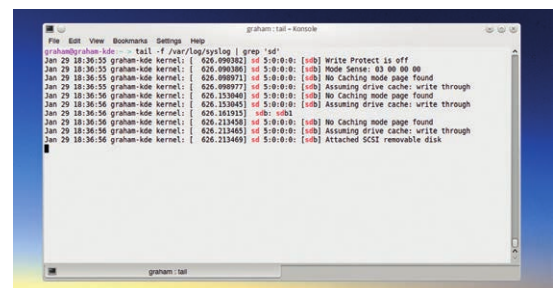 graham : tail – Konsole
File Edit View Bookmarks Settings Help
graham@graham-kde:~ > tail -f /var/log/syslog | grep 'sd'
Jan 29 18:36:55 graham-kde kernel: [ 626.090382] sd 5:0:0:0: [sdb] Write Protect is off
Jan 29 18:36:55 graham-kde kernel: [ 626.090386] sd 5:0:0:0: [sdb] Mode Sense: 03 00 00 00
Jan 29 18:36:55 graham-kde kernel: [ 626.098971] sd 5:0:0:0: [sdb] No Caching mode page found
Jan 29 18:36:55 graham-kde kernel: [ 626.098977] sd 5:0:0:0: [sdb] Assuming drive cache: write through
Jan 29 18:36:56 graham-kde kernel: [ 626.153040] sd 5:0:0:0: [sdb] No Caching mode page found
Jan 29 18:36:56 graham-kde kernel: [ 626.153045] sd 5:0:0:0: [sdb] Assuming drive cache: write through
Jan 29 18:36:56 graham-kde kernel: [ 626.161915] sdb: sdb1
Jan 29 18:36:56 graham-kde kernel: [ 626.213458] sd 5:0:0:0: [sdb] No Caching mode page found
Jan 29 18:36:56 graham-kde kernel: [ 626.213465] sd 5:0:0:0: [sdb] Assuming drive cache: write through
Jan 29 18:36:56 graham-kde kernel: [ 626.213469] sd 5:0:0:0: [sdb] Attached SCSI removable disk
graham : tail